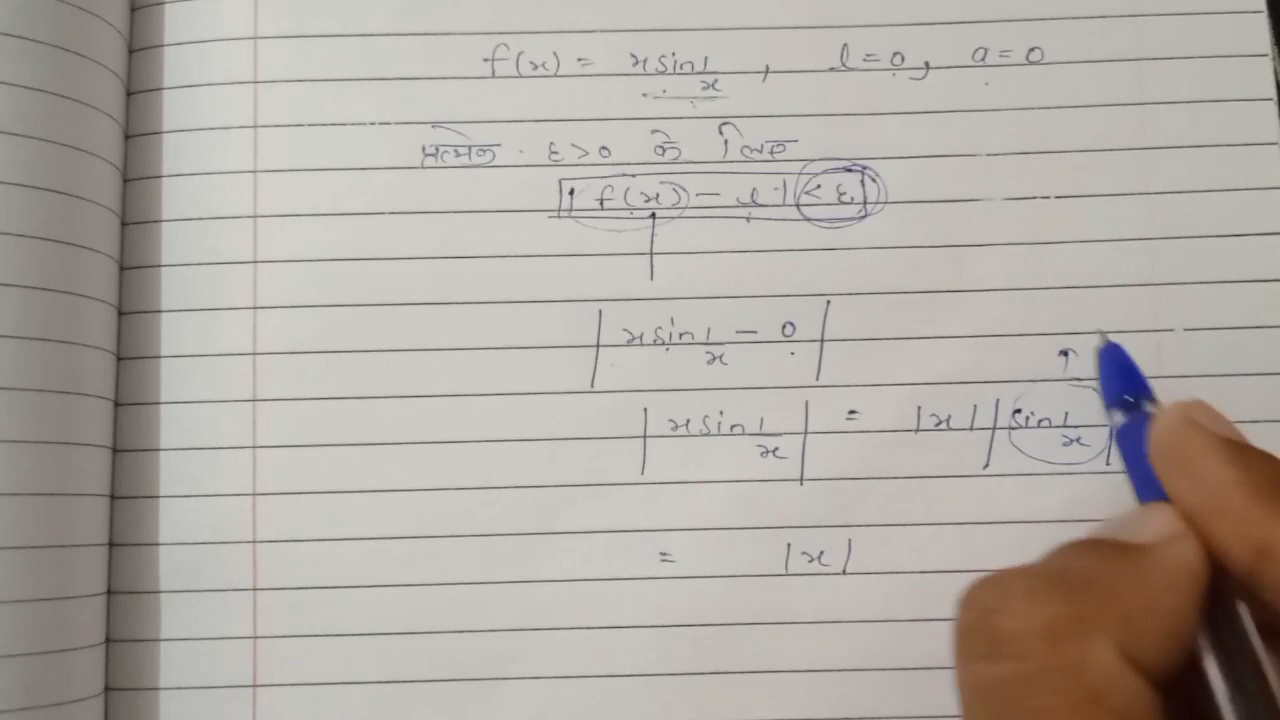 f(x) = x sin 1/x , l = 0, a = 0
प्रत्येक ε > 0 के लिए
| f(x) - l | < ε
| x sin 1/x - 0 |
| x sin 1/x | = |x| | sin 1/x |
= |x|